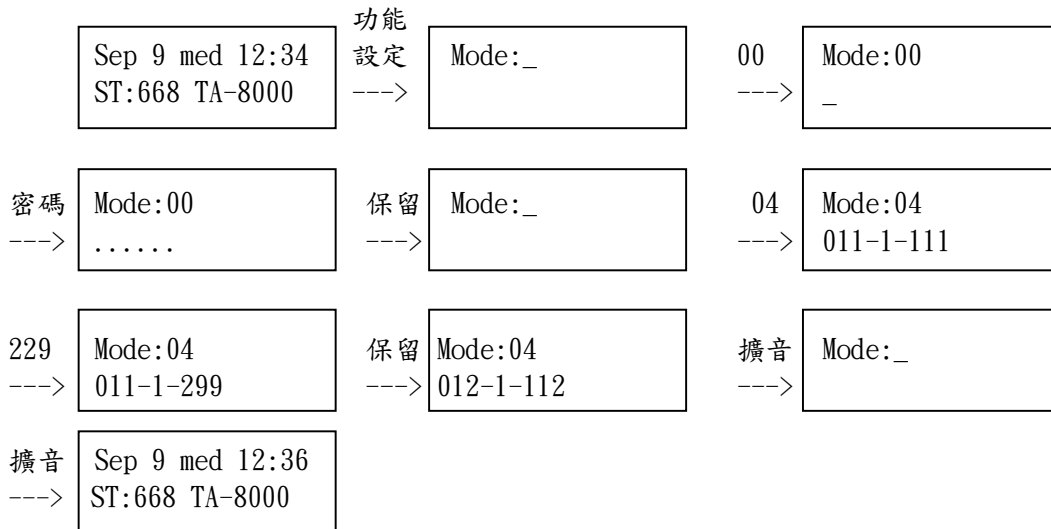 功能
設定
--->
Sep 9 med 12:34
ST:668 TA-8000
Mode:_
00
--->
Mode:00
_
密碼
--->
Mode:00
......
保留
--->
Mode:_
04
--->
Mode:04
011-1-111
229
--->
Mode:04
011-1-299
保留
--->
Mode:04
012-1-112
擴音
--->
Mode:_
擴音
--->
Sep 9 med 12:36
ST:668 TA-8000